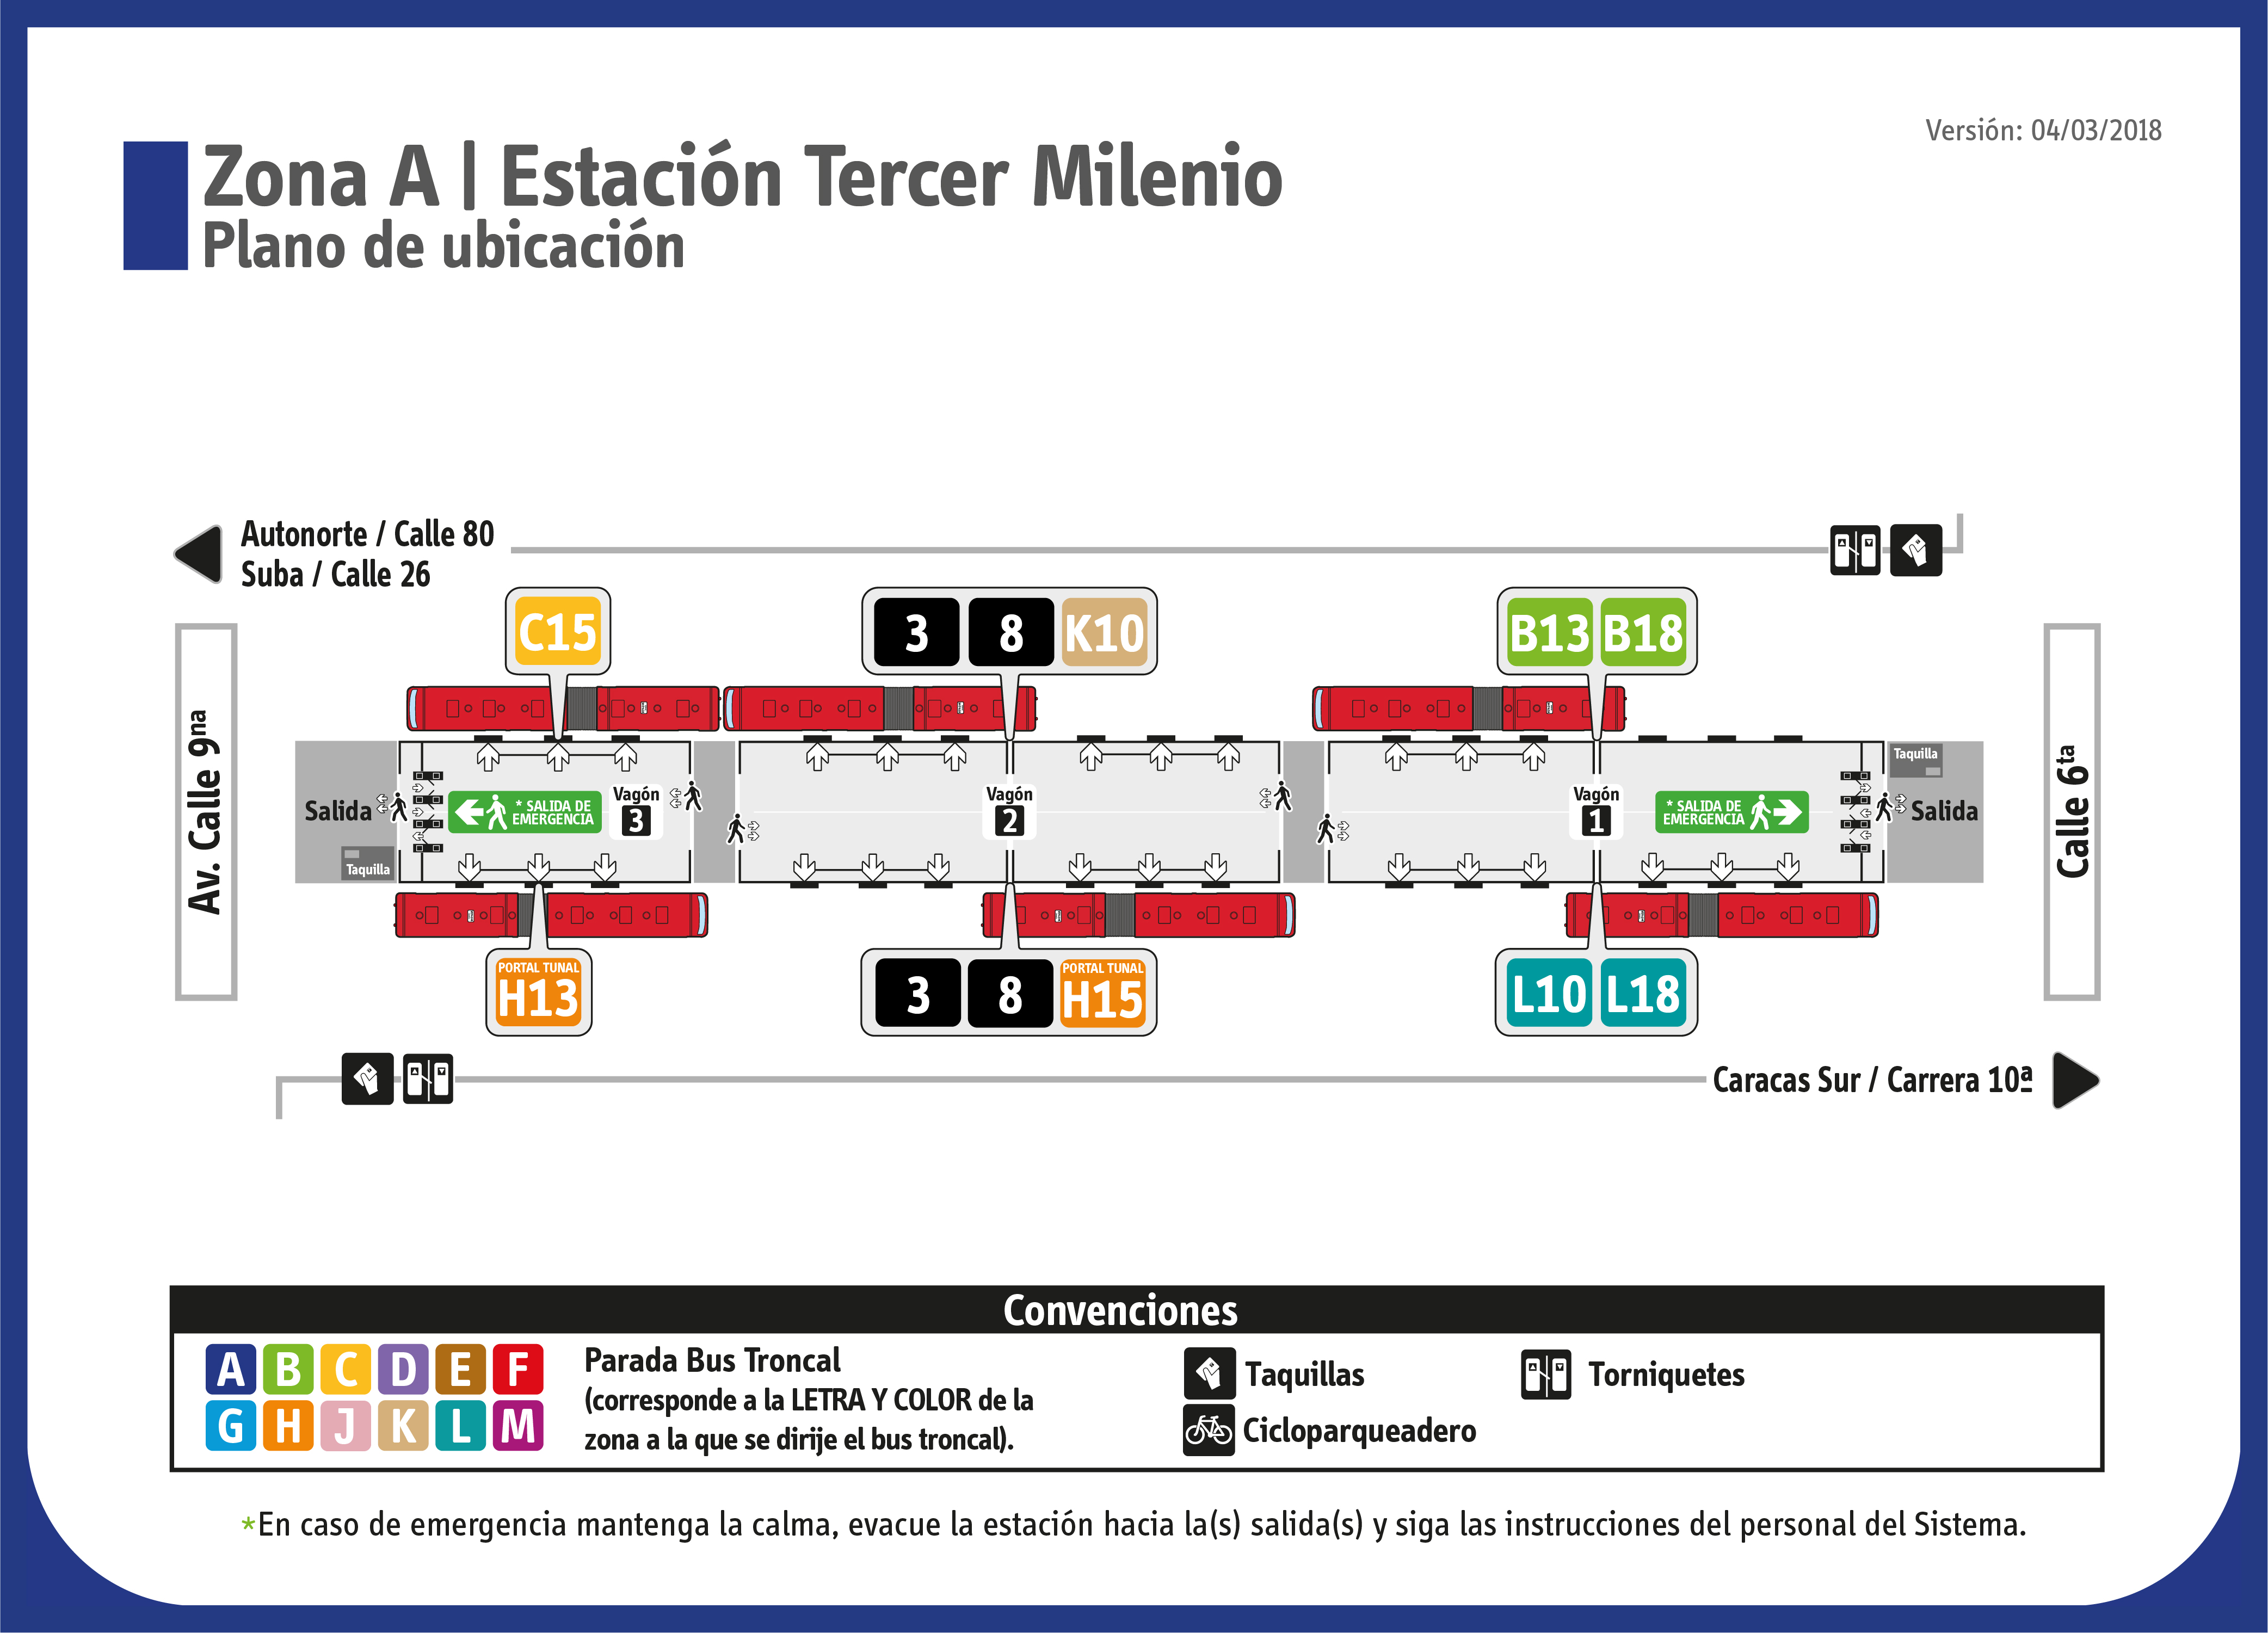 Versión: 04/03/2018
Zona A | Estación Tercer Milenio
Plano de ubicación
Autonorte / Calle 80
Suba / Calle 26
C15
3 8 K10
B13 B18
Av. Calle 9na
Calle 6ta
Taquilla
Salida
* SALIDA DE
EMERGENCIA
Vagón
3
Vagón
2
Vagón
1
* SALIDA DE
EMERGENCIA
Salida
Taquilla
PORTAL TUNAL
H13
3 8
PORTAL TUNAL
H15
L10 L18
Caracas Sur / Carrera 10ª
Convenciones
A B C D E F
G H J K L M
Parada Bus Troncal
(corresponde a la LETRA Y COLOR de la
zona a la que se dirije el bus troncal).
Taquillas
Cicloparqueadero
Torniquetes
*En caso de emergencia mantenga la calma, evacue la estación hacia la(s) salida(s) y siga las instrucciones del personal del Sistema.